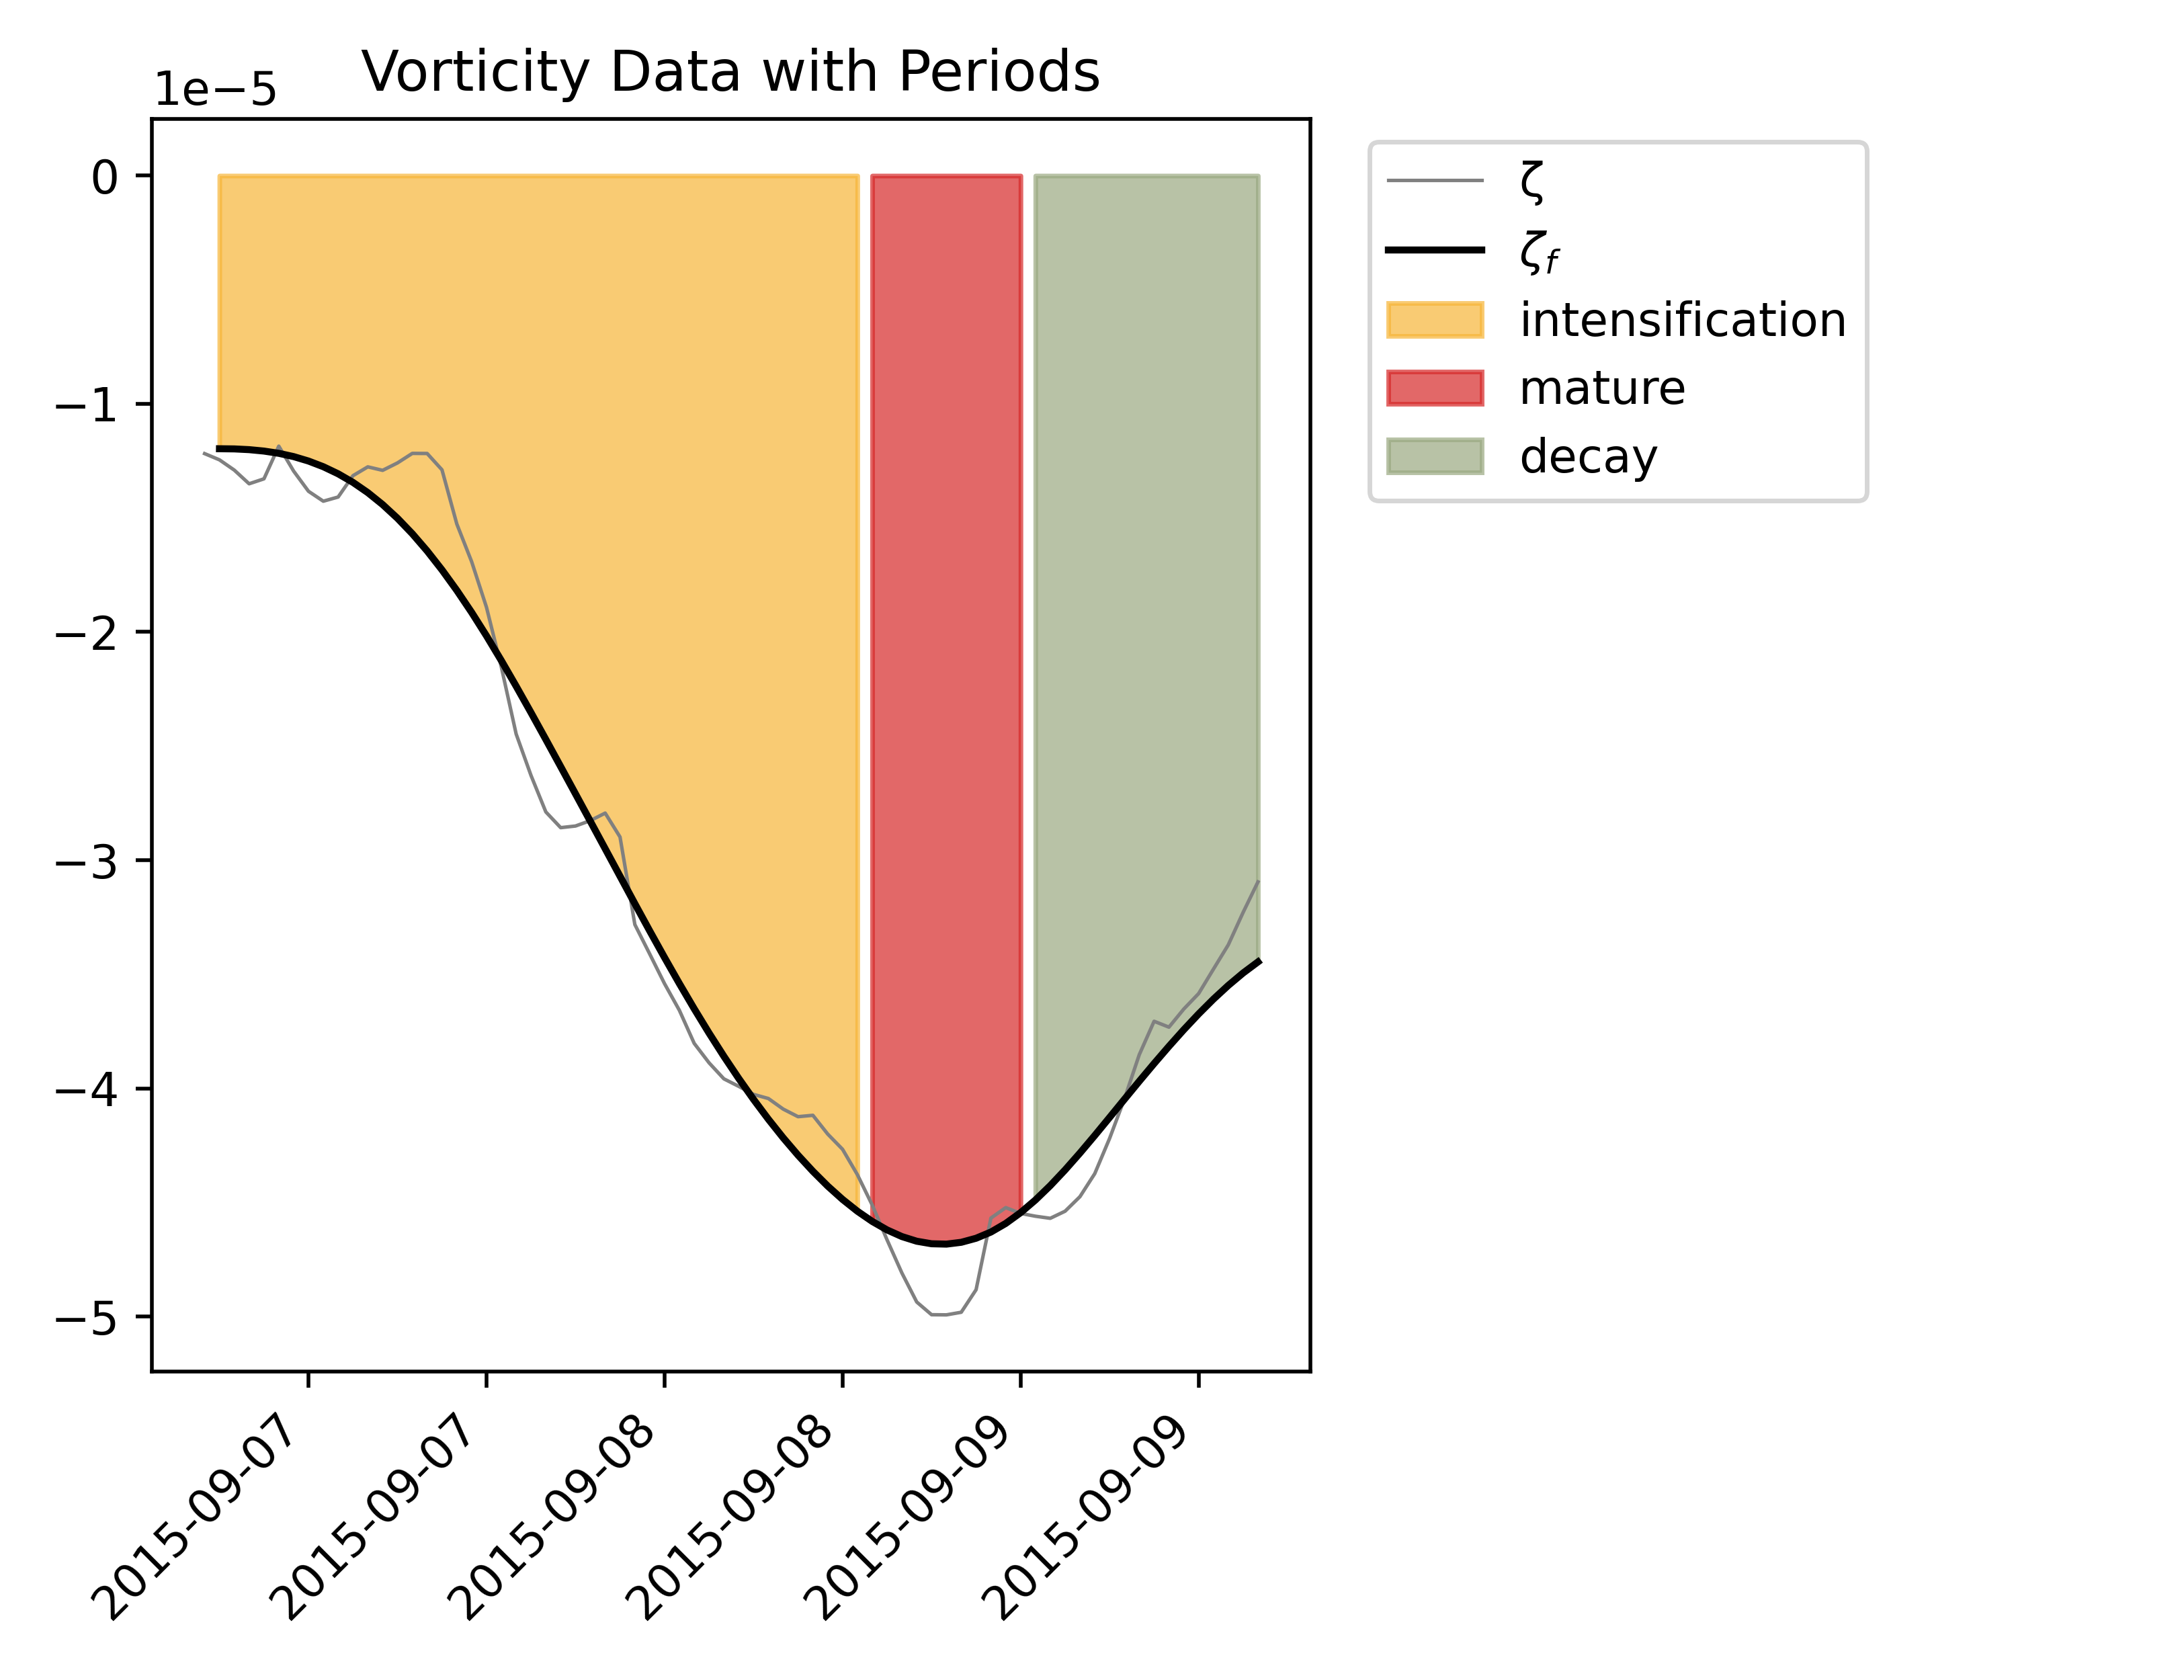 Vorticity Data with Periods
1e−5
0
−1
−2
−3
−4
−5
2015-09-07
2015-09-07
2015-09-08
2015-09-08
2015-09-09
2015-09-09
ζ
ζf
intensification
mature
decay